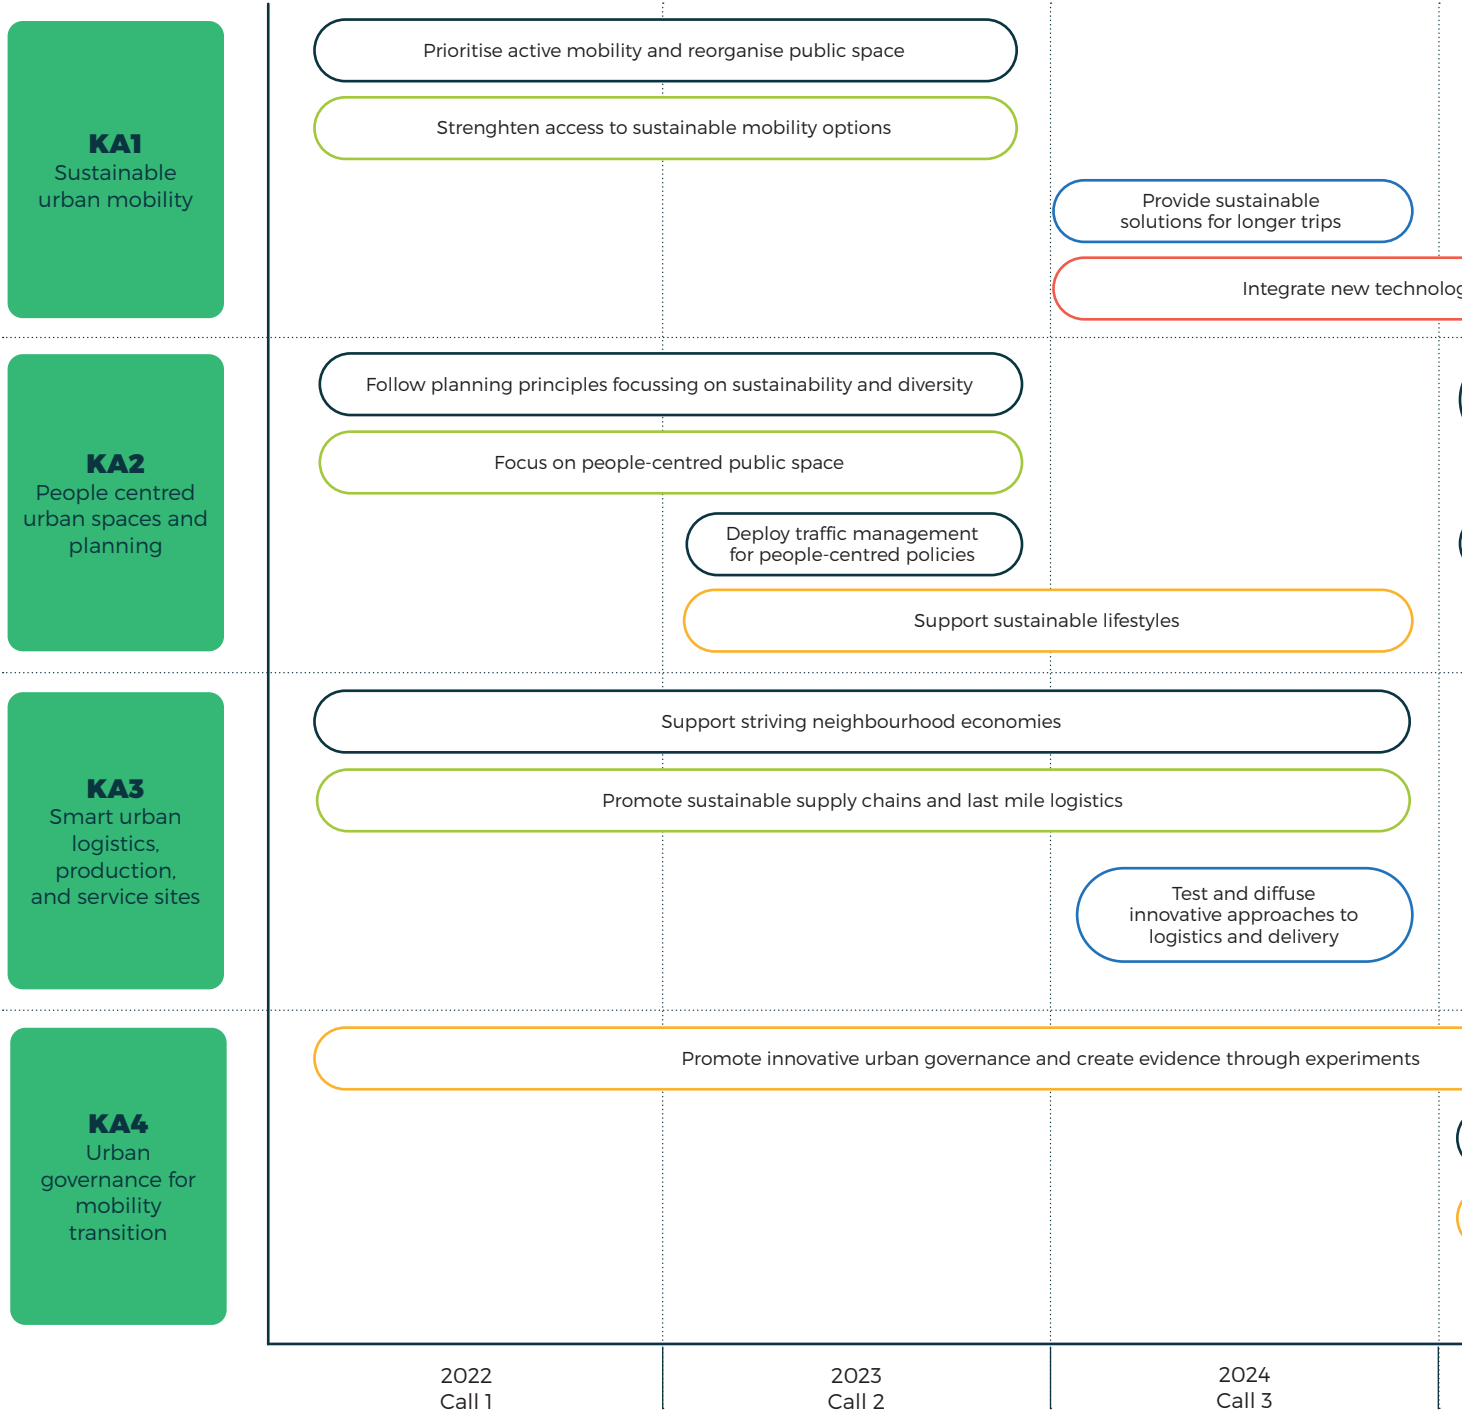 KA1
Sustainable
urban mobility
Prioritise active mobility and reorganise public space
Strenghten access to sustainable mobility options
Provide sustainable
solutions for longer trips
Integrate new
KA2
People centred
urban spaces and
planning
Follow planning principles focussing on sustainability and diversity
Focus on people-centred public space
Deploy traffic management
for people-centred policies
Support sustainable lifestyles
KA3
Smart urban
logistics,
production,
and service sites
Support striving neighbourhood economies
Promote sustainable supply chains and last mile logistics
Test and diffuse
innovative approaches to
logistics and delivery
KA4
Urban
governance for
mobility
transition
Promote innovative urban governance and create evidence through experiments
2022
Call 1
2023
Call 2
2024
Call 3